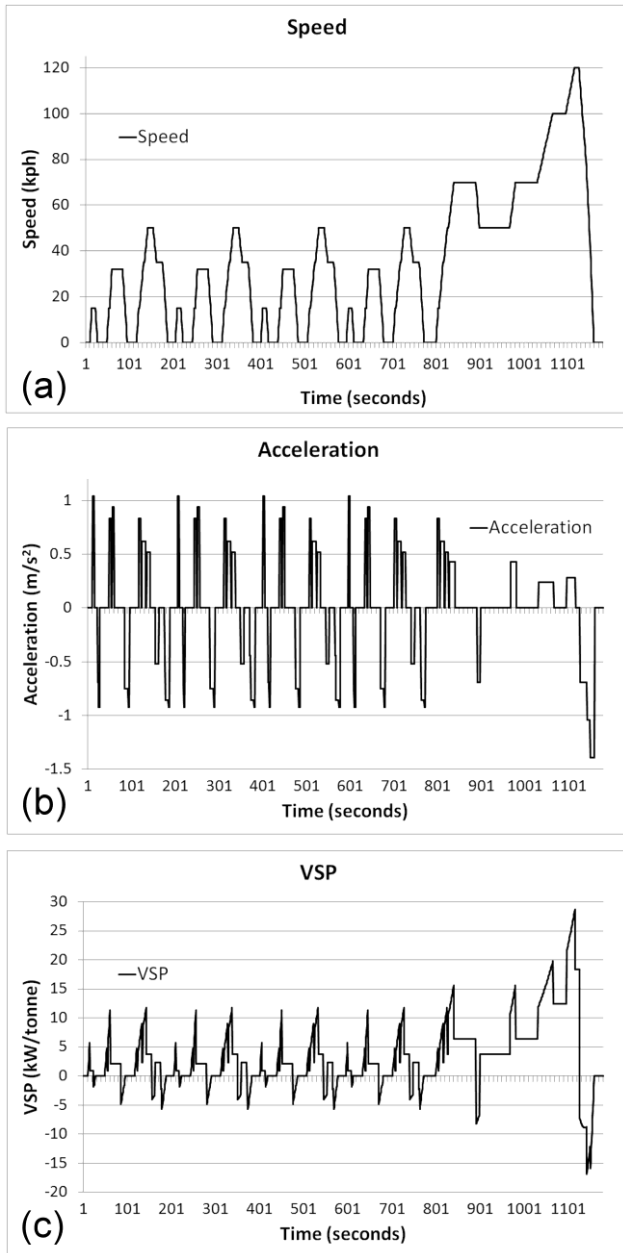 Speed
120
100
80
60
40
20
0
Speed (kph)
Speed
1 101 201 301 401 501 601 701 801 901 1001 1101
Time (seconds)
(a)
Acceleration
1
0.5
0
-0.5
-1
-1.5
Acceleration (m/s²)
Acceleration
1 101 201 301 401 501 601 701 801 901 1001 1101
Time (seconds)
(b)
VSP
30
25
20
15
10
5
0
-5
-10
-15
-20
VSP (kW/tonne)
VSP
1 101 201 301 401 501 601 701 801 901 1001 1101
Time (seconds)
(c)